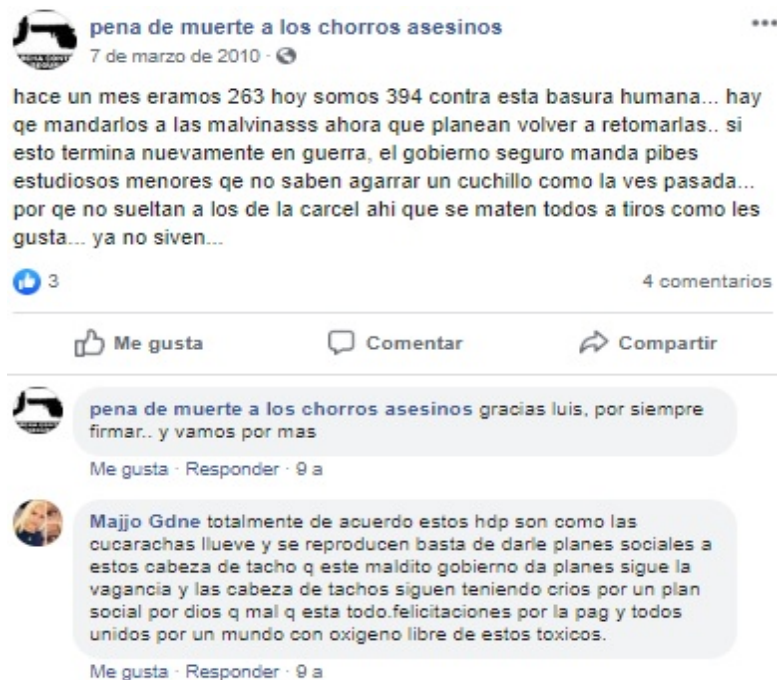 pena de muerte a los chorros asesinos
7 de marzo de 2010 ·
hace un mes eramos 263 hoy somos 394 contra esta basura humana... hay
qe mandarlos a las malvinasss ahora que planean volver a retomarlas.. si
esto termina nuevamente en guerra, el gobierno seguro manda pibes
estudiosos menores qe no saben agarrar un cuchillo como la ves pasada...
por qe no sueltan a los de la carcel ahi que se maten todos a tiros como les
gusta... ya no siven...
3
4 comentarios
Me gusta
Comentar
Compartir
pena de muerte a los chorros asesinos gracias luis, por siempre
firmar.. y vamos por mas
Me gusta · Responder · 9 a
Majjo Gdne totalmente de acuerdo estos hdp son como las
cucarachas llueve y se reproducen basta de darle planes sociales a
estos cabeza de tacho q este maldito gobierno da planes sigue la
vagancia y las cabeza de tachos siguen teniendo crios por un plan
social por dios q mal q esta todo.felicitaciones por la pag y todos
unidos por un mundo con oxigeno libre de estos toxicos.
Me gusta · Responder · 9 a